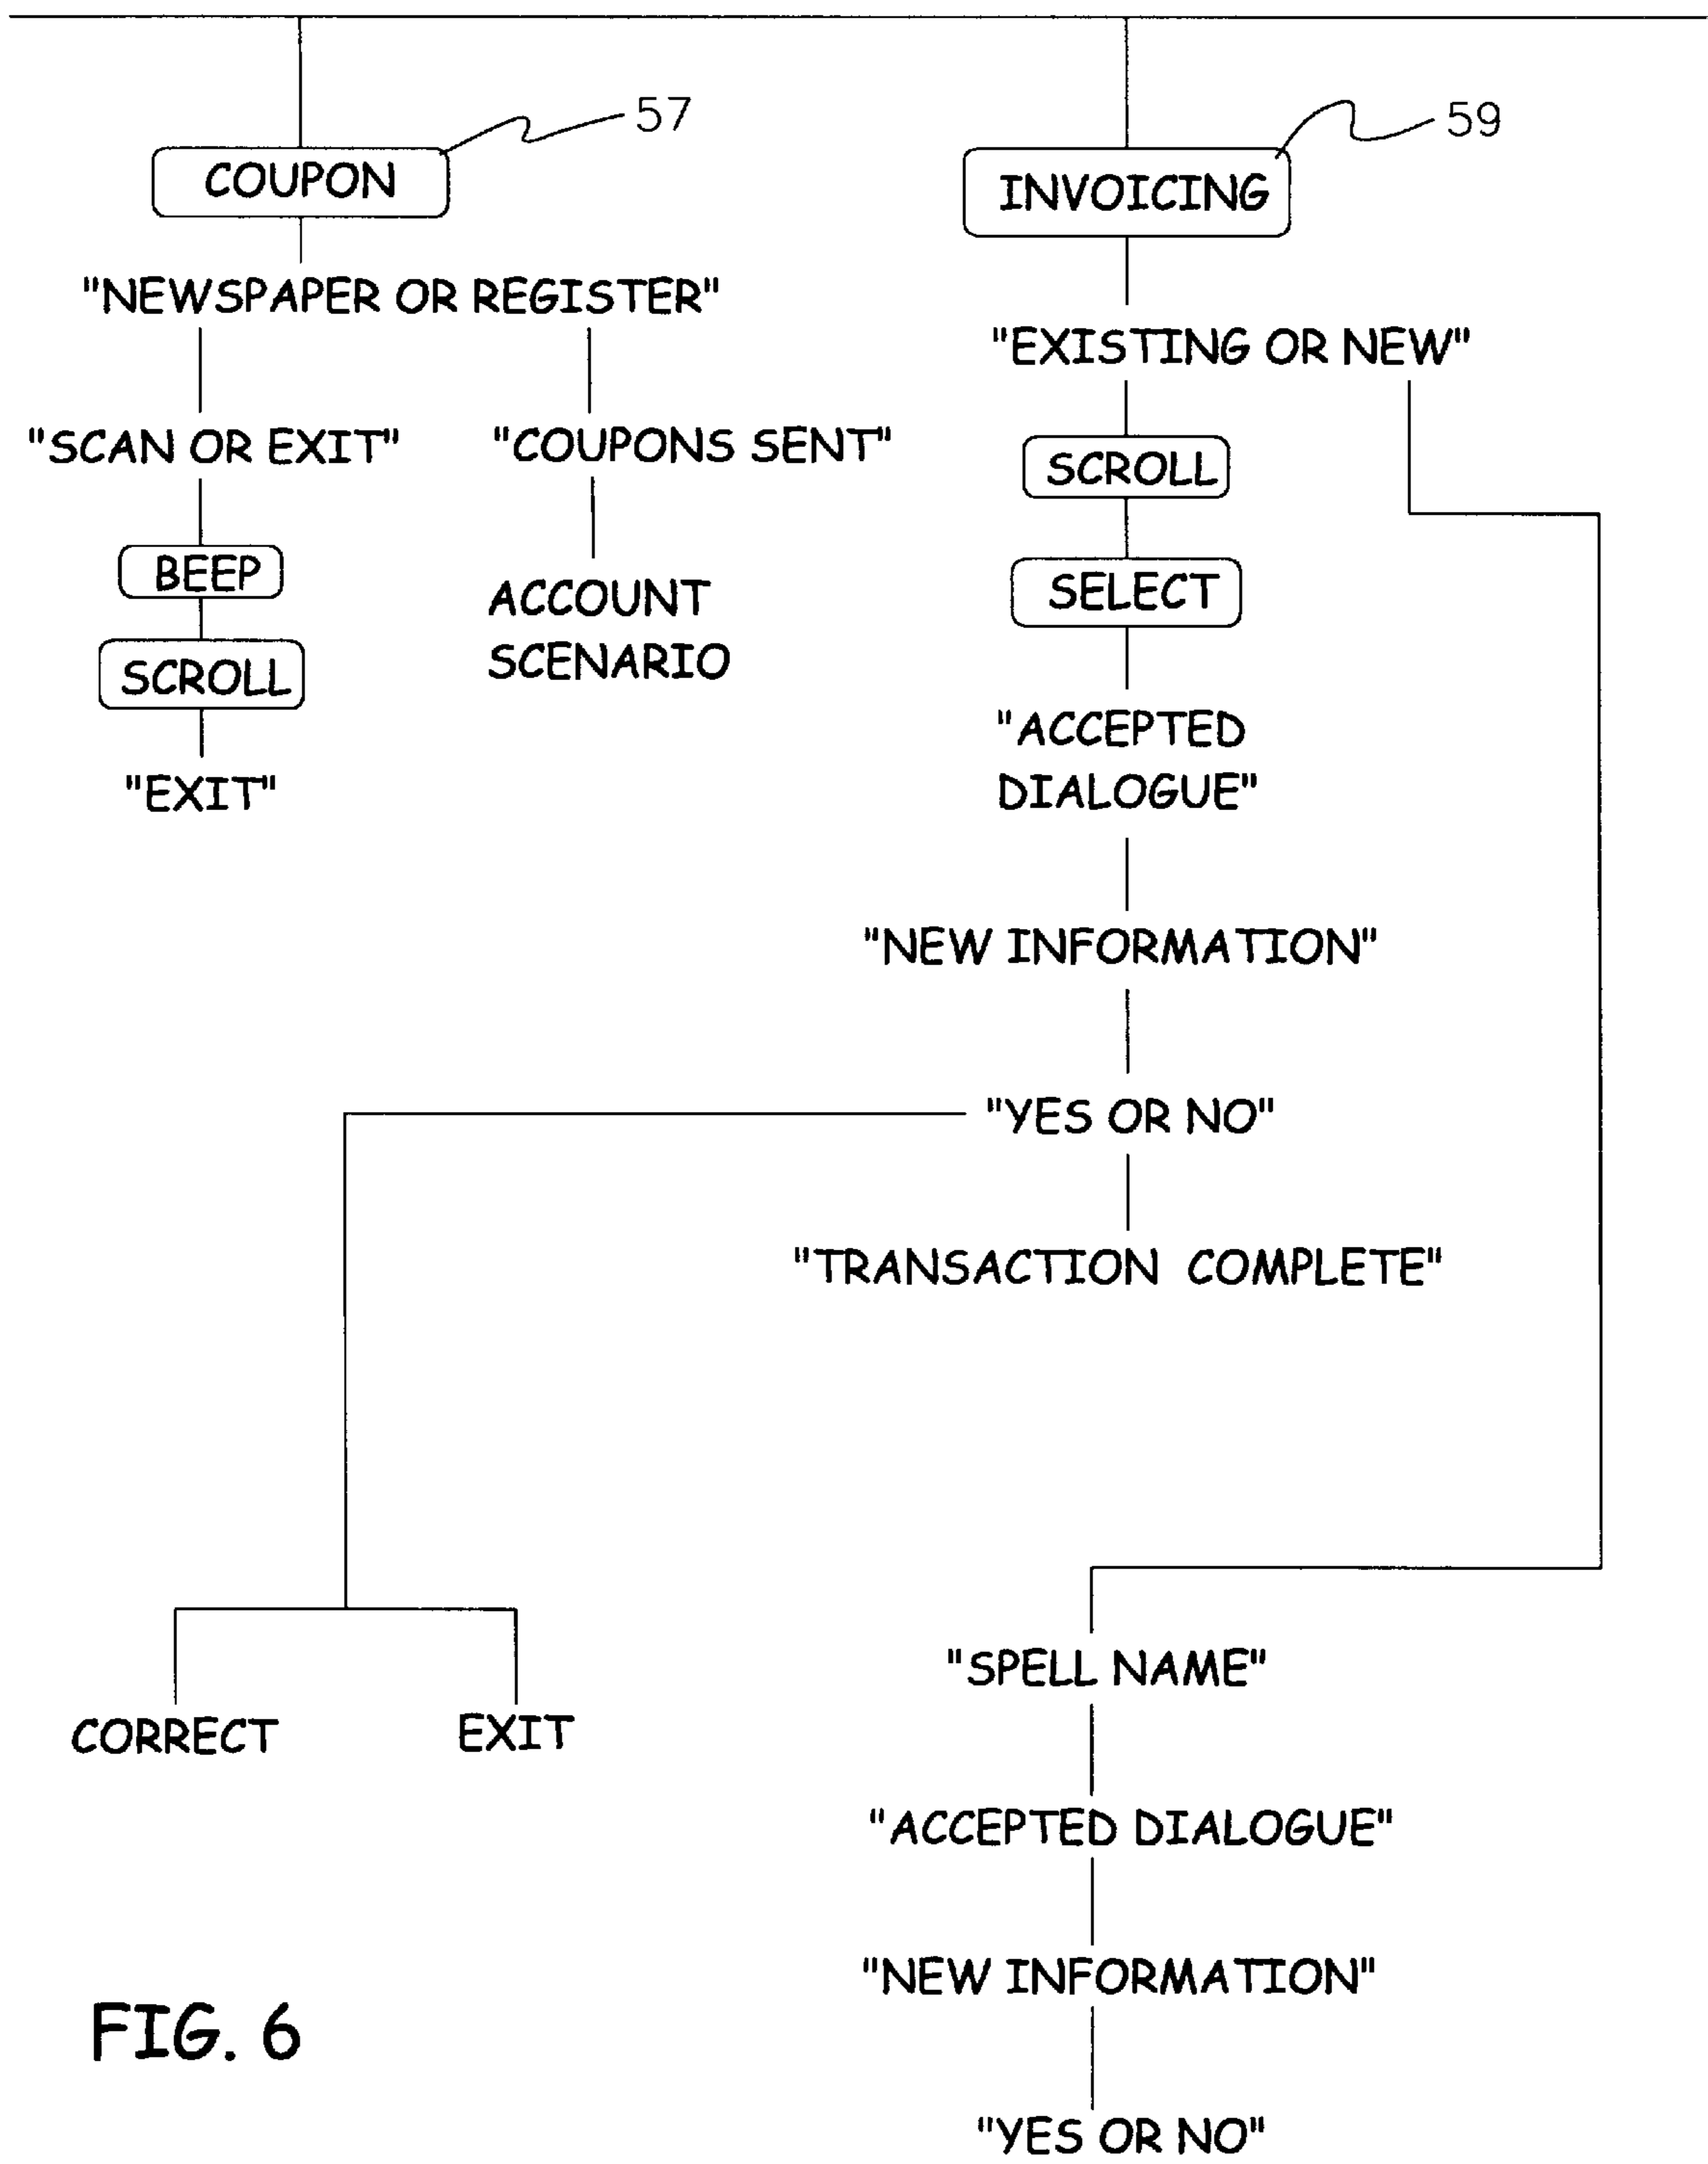 57
COUPON
"NEWSPAPER OR REGISTER"
"SCAN OR EXIT"
"COUPONS SENT"
BEEP
SCROLL
"EXIT"
ACCOUNT
SCENARIO
59
INVOICING
"EXISTING OR NEW"
SCROLL
SELECT
"ACCEPTED
DIALOGUE"
"NEW INFORMATION"
"YES OR NO"
"TRANSACTION COMPLETE"
CORRECT
EXIT
"SPELL NAME"
"ACCEPTED DIALOGUE"
"NEW INFORMATION"
"YES OR NO"
FIG. 6